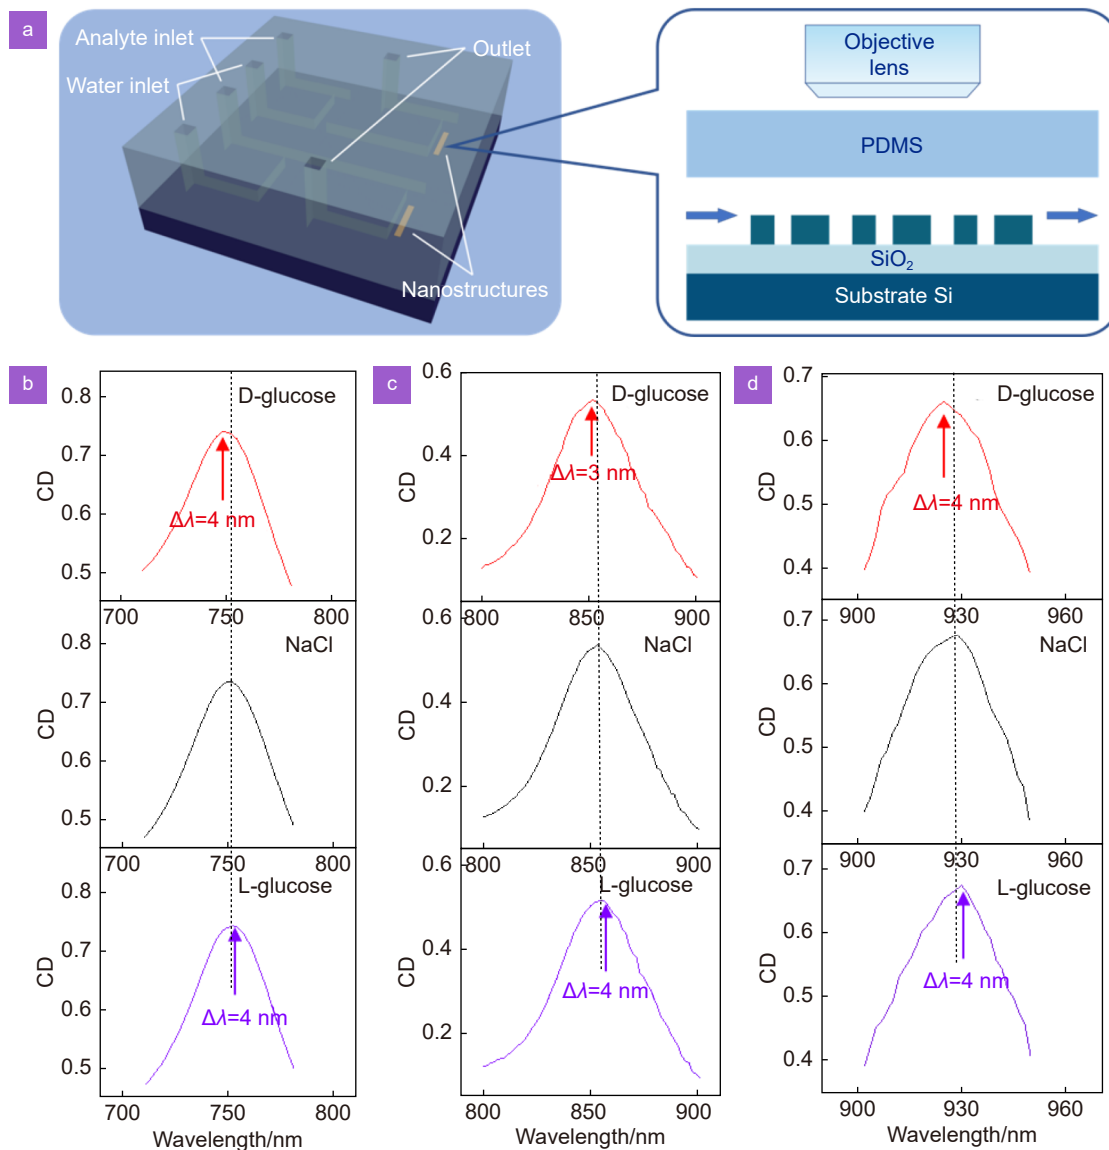 a
Analyte inlet
Water inlet
Outlet
Nanostructures
Objective
lens
PDMS
SiO₂
Substrate Si
b
CD
0.8
0.7
0.6
0.5
D-glucose
Δλ=4 nm
700 750 800
CD
0.8
0.7
0.6
0.5
NaCl
700 750 800
CD
0.8
0.7
0.6
0.5
L-glucose
Δλ=4 nm
700 750 800
Wavelength/nm
c
CD
0.6
0.4
0.2
D-glucose
Δλ=3 nm
800 850 900
CD
0.6
0.4
0.2
NaCl
800 850 900
CD
0.6
0.4
0.2
L-glucose
Δλ=4 nm
800 850 900
Wavelength/nm
d
CD
0.7
0.6
0.5
0.4
D-glucose
Δλ=4 nm
900 930 960
CD
0.7
0.6
0.5
0.4
NaCl
900 930 960
CD
0.7
0.6
0.5
0.4
L-glucose
Δλ=4 nm
900 930 960
Wavelength/nm